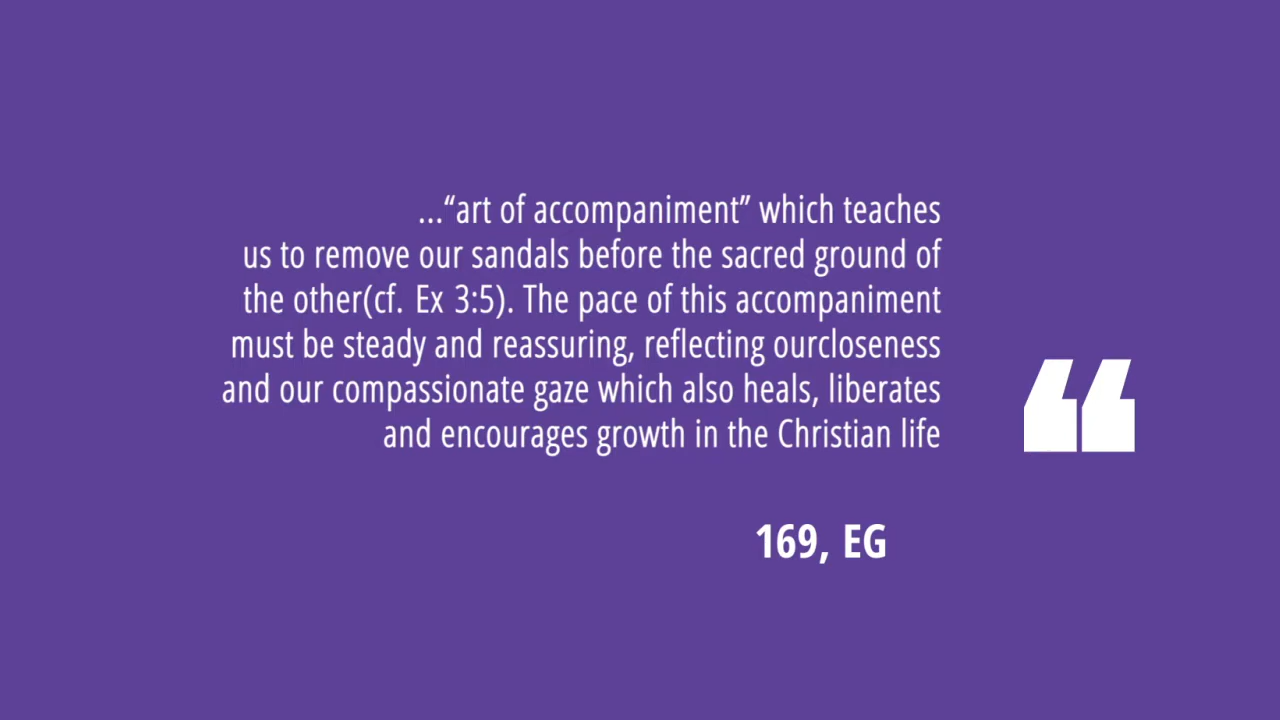 ...“art of accompaniment” which teaches
us to remove our sandals before the sacred ground of
the other(cf. Ex 3:5). The pace of this accompaniment
must be steady and reassuring, reflecting ourcloseness
and our compassionate gaze which also heals, liberates
and encourages growth in the Christian life
“
169, EG